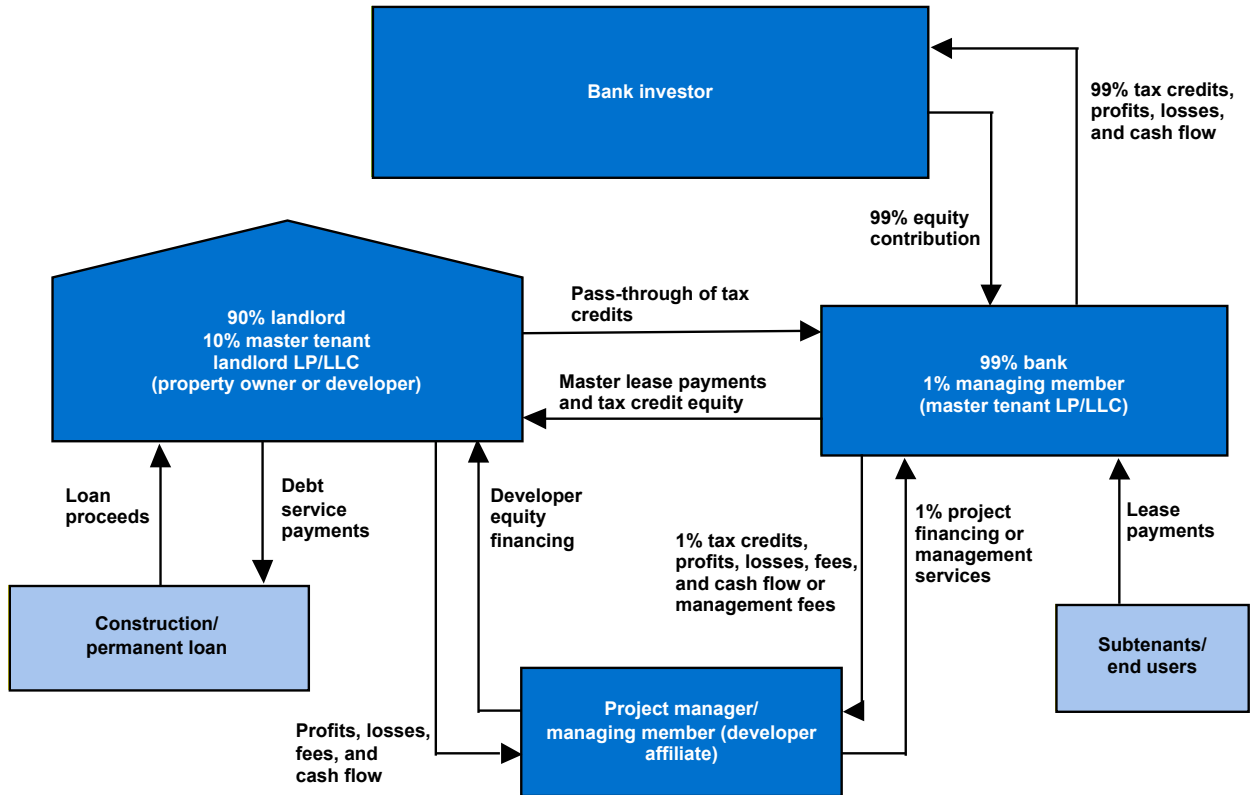 Bank investor
99% tax credits,
profits, losses,
and cash flow
99% equity
contribution
Pass-through of tax
credits
90% landlord
10% master tenant
landlord LP/LLC
(property owner or developer)
99% bank
1% managing member
(master tenant LP/LLC)
Master lease payments
and tax credit equity
Loan
proceeds
Debt
service
payments
Developer
equity
financing
1% tax credits,
profits, losses, fees,
and cash flow or
management fees
1% project
financing or
management
services
Lease
payments
Construction/
permanent loan
Subtenants/
end users
Profits, losses,
fees, and
cash flow
Project manager/
managing member (developer
affiliate)